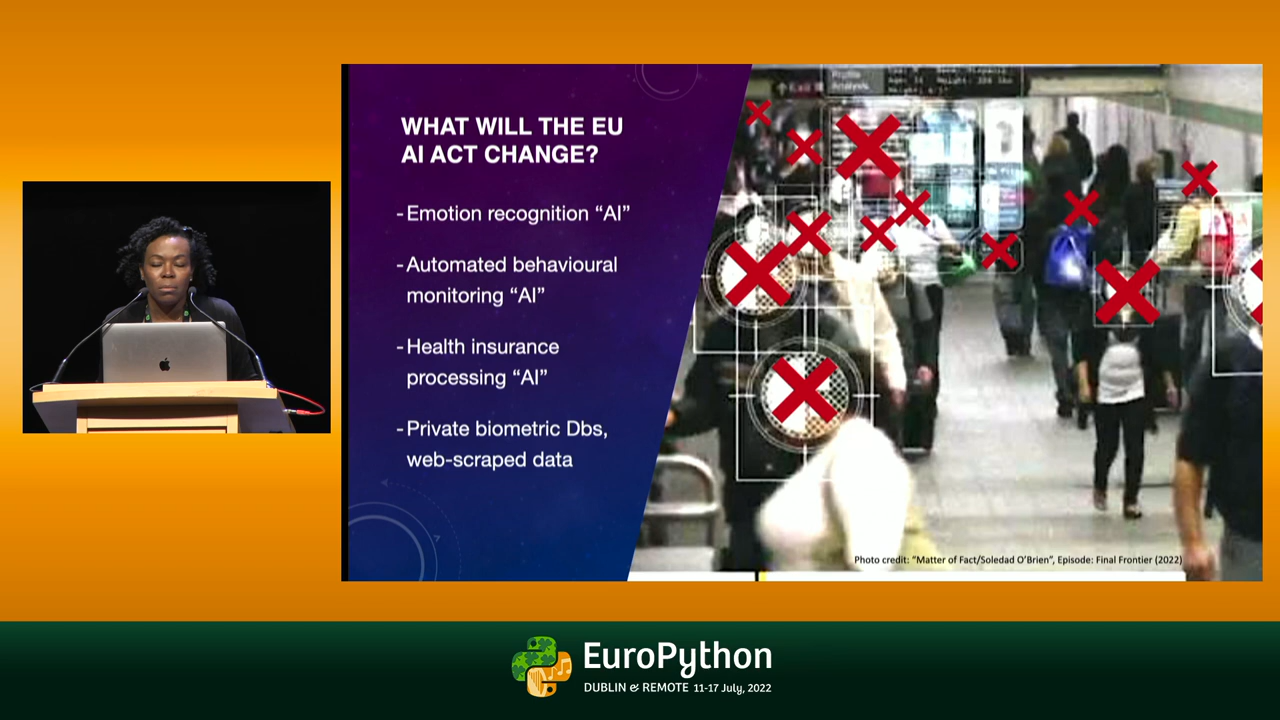 WHAT WILL THE EU
AI ACT CHANGE?
-Emotion recognition “AI”
-Automated behavioural
monitoring “AI”
-Health insurance
processing “AI”
-Private biometric Dbs,
web-scraped data
Analysis
Photo credit: “Matter of Fact/Soledad O’Brien”, Episode: Final Frontier (2022)
EuroPython
DUBLIN & REMOTE 11-17 July, 2022